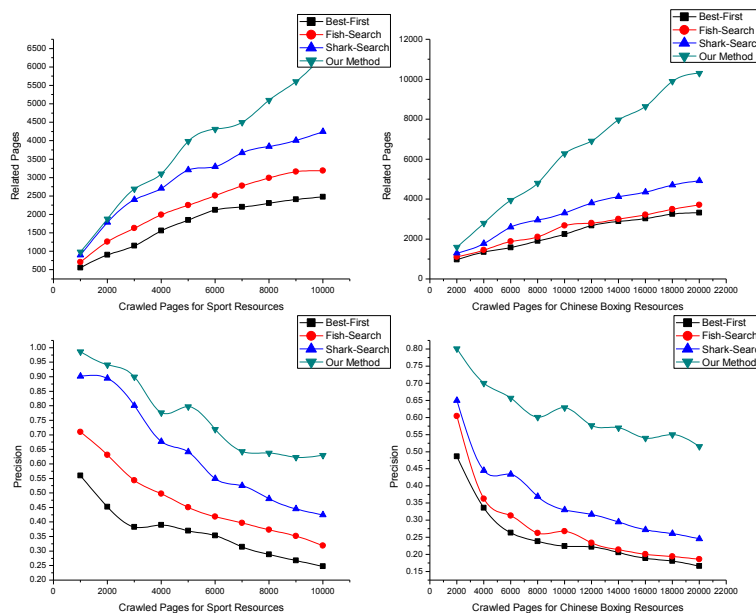 Best-First
Fish-Search
Shark-Search
Our Method
6500
6000
5500
5000
4500
4000
3500
3000
2500
2000
1500
1000
500
Related Pages
0 2000 4000 6000 8000 10000
Crawled Pages for Sport Resources
Best-First
Fish-Search
Shark-Search
Our Method
12000
10000
8000
6000
4000
2000
0
Related Pages
0 2000 4000 6000 8000 10000 12000 14000 16000 18000 20000 22000
Crawled Pages for Chinese Boxing Resources
Best-First
Fish-Search
Shark-Search
Our Method
1.00
0.95
0.90
0.85
0.80
0.75
0.70
0.65
0.60
0.55
0.50
0.45
0.40
0.35
0.30
0.25
0.20
Precision
0 2000 4000 6000 8000 10000
Crawled Pages for Sport Resources
Best-First
Fish-Search
Shark-Search
Our Method
0.80
0.75
0.70
0.65
0.60
0.55
0.50
0.45
0.40
0.35
0.30
0.25
0.20
0.15
Precision
0 2000 4000 6000 8000 10000 12000 14000 16000 18000 20000 22000
Crawled Pages for Chinese Boxing Resources